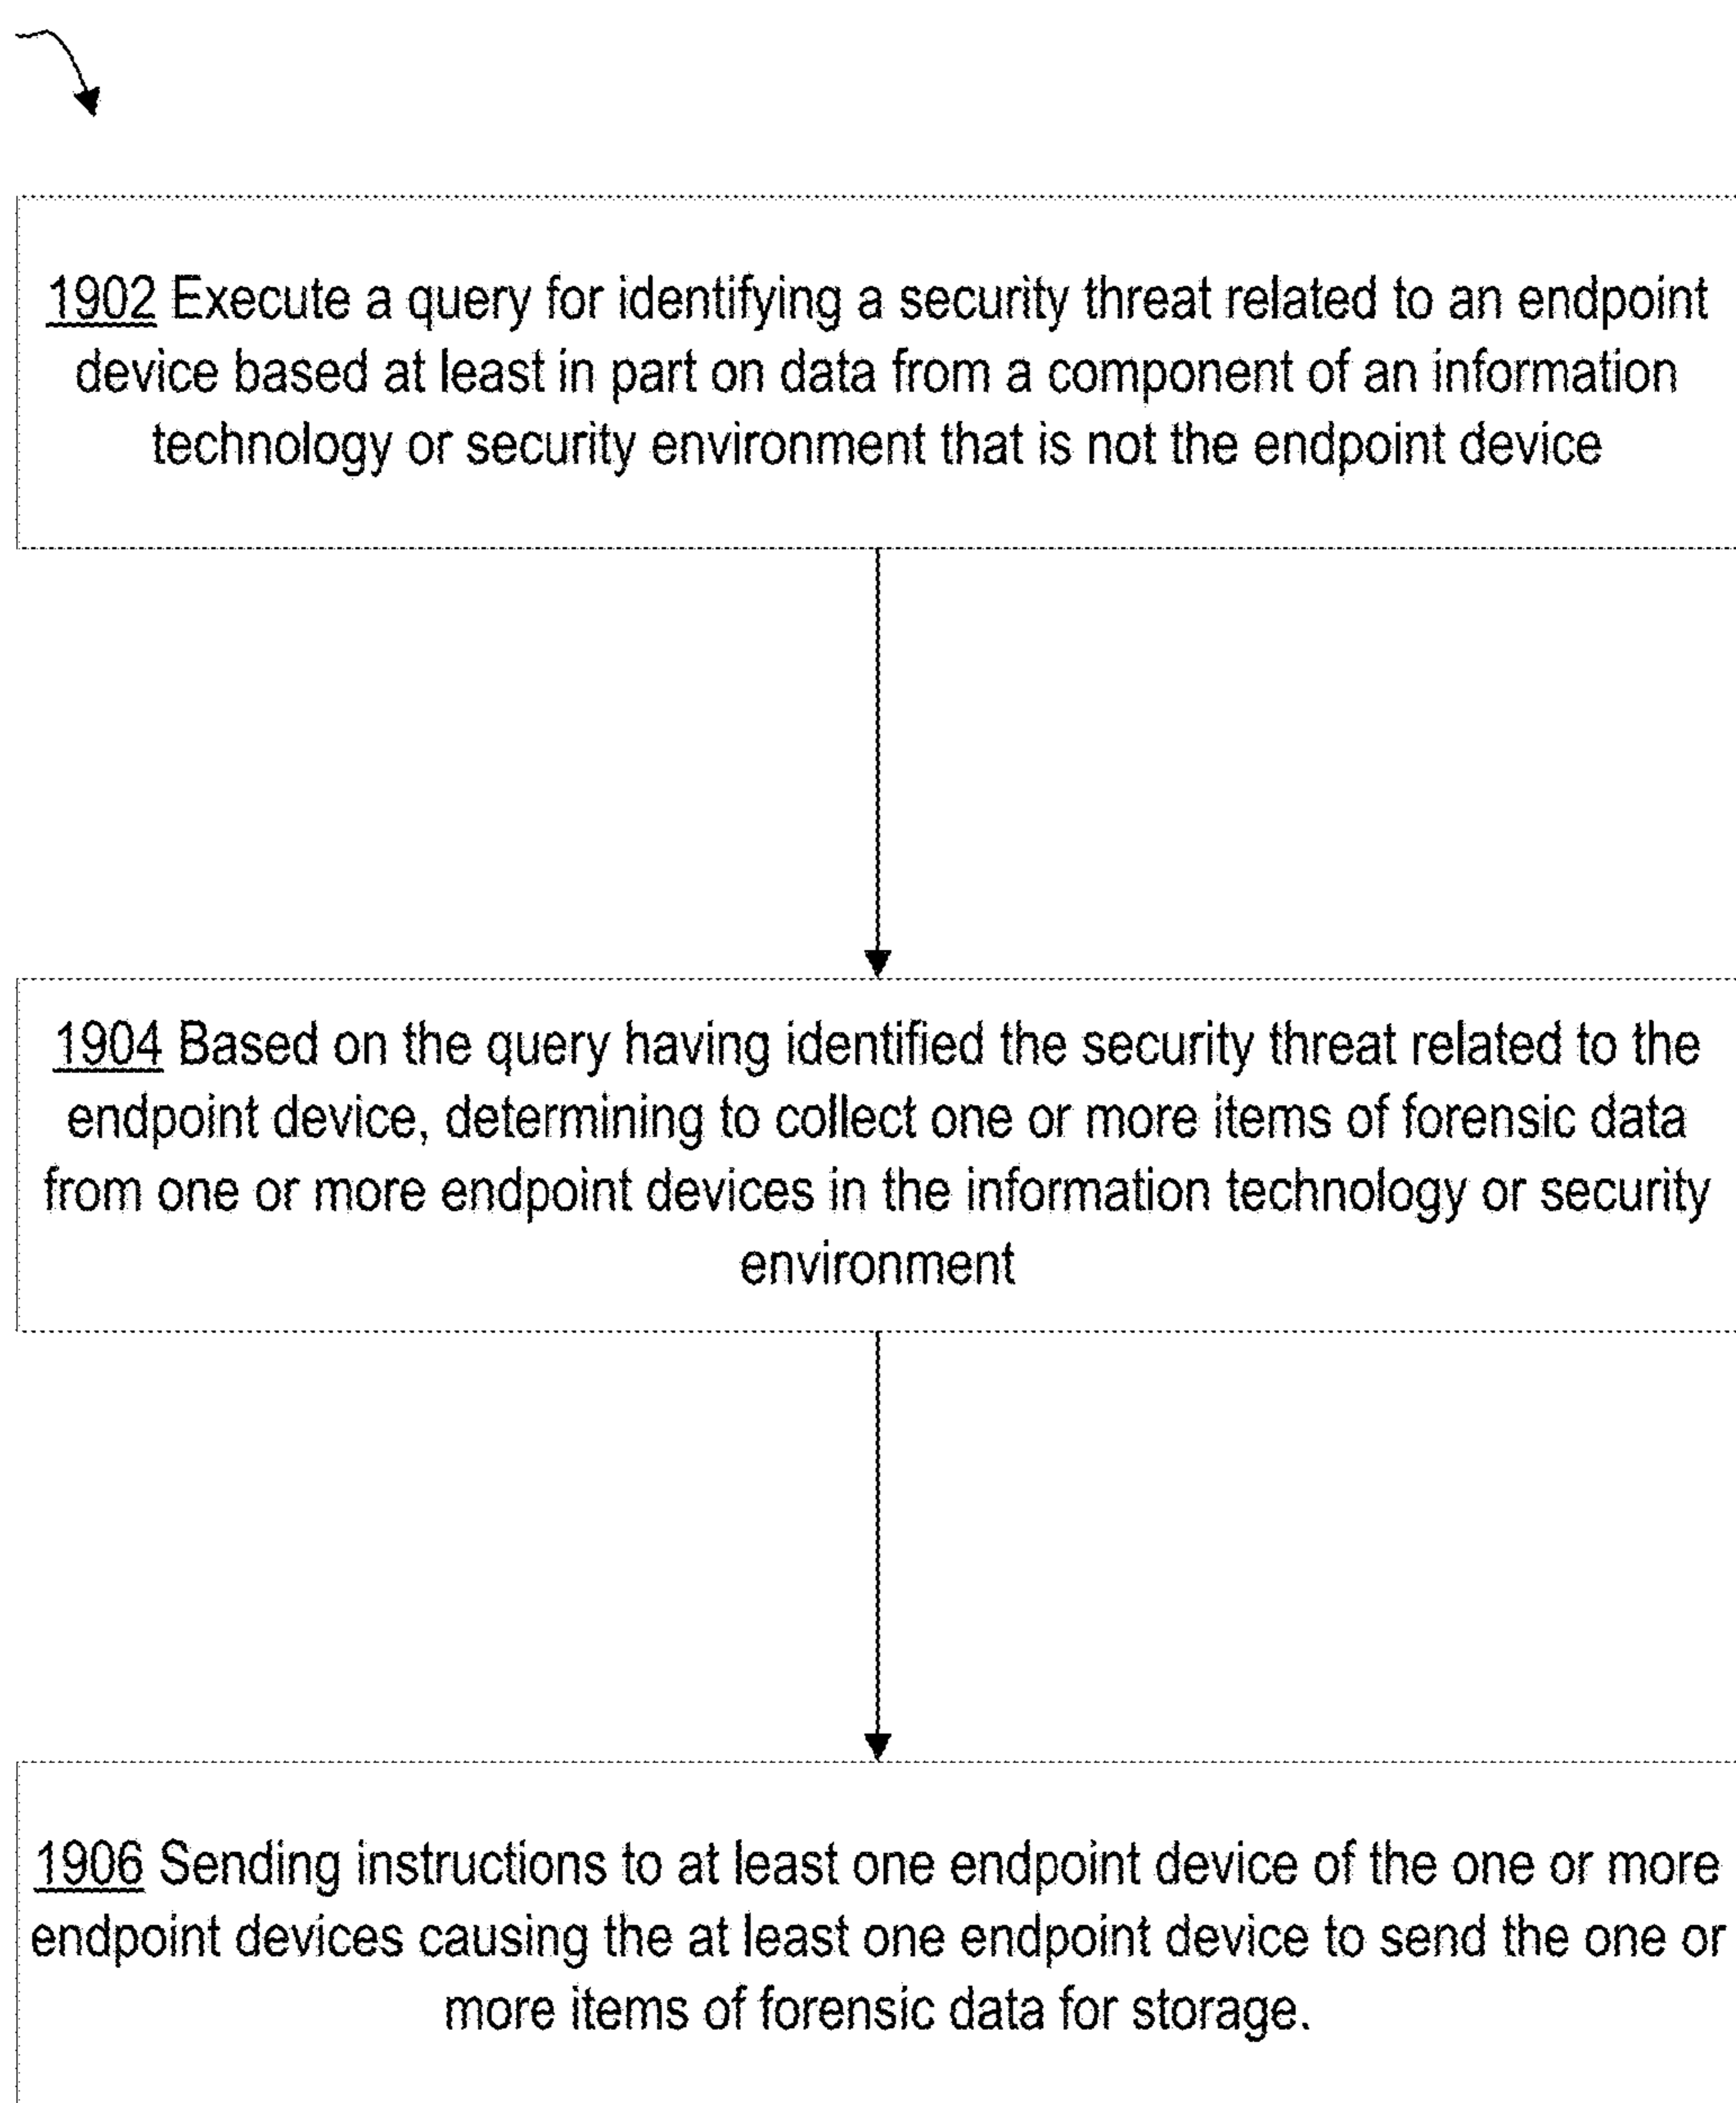 1902 Execute a query for identifying a security threat related to an endpoint
device based at least in part on data from a component of an information
technology or security environment that is not the endpoint device
1904 Based on the query having identified the security threat related to the
endpoint device, determining to collect one or more items of forensic data
from one or more endpoint devices in the information technology or security
environment
1906 Sending instructions to at least one endpoint device of the one or more
endpoint devices causing the at least one endpoint device to send the one or
more items of forensic data for storage.